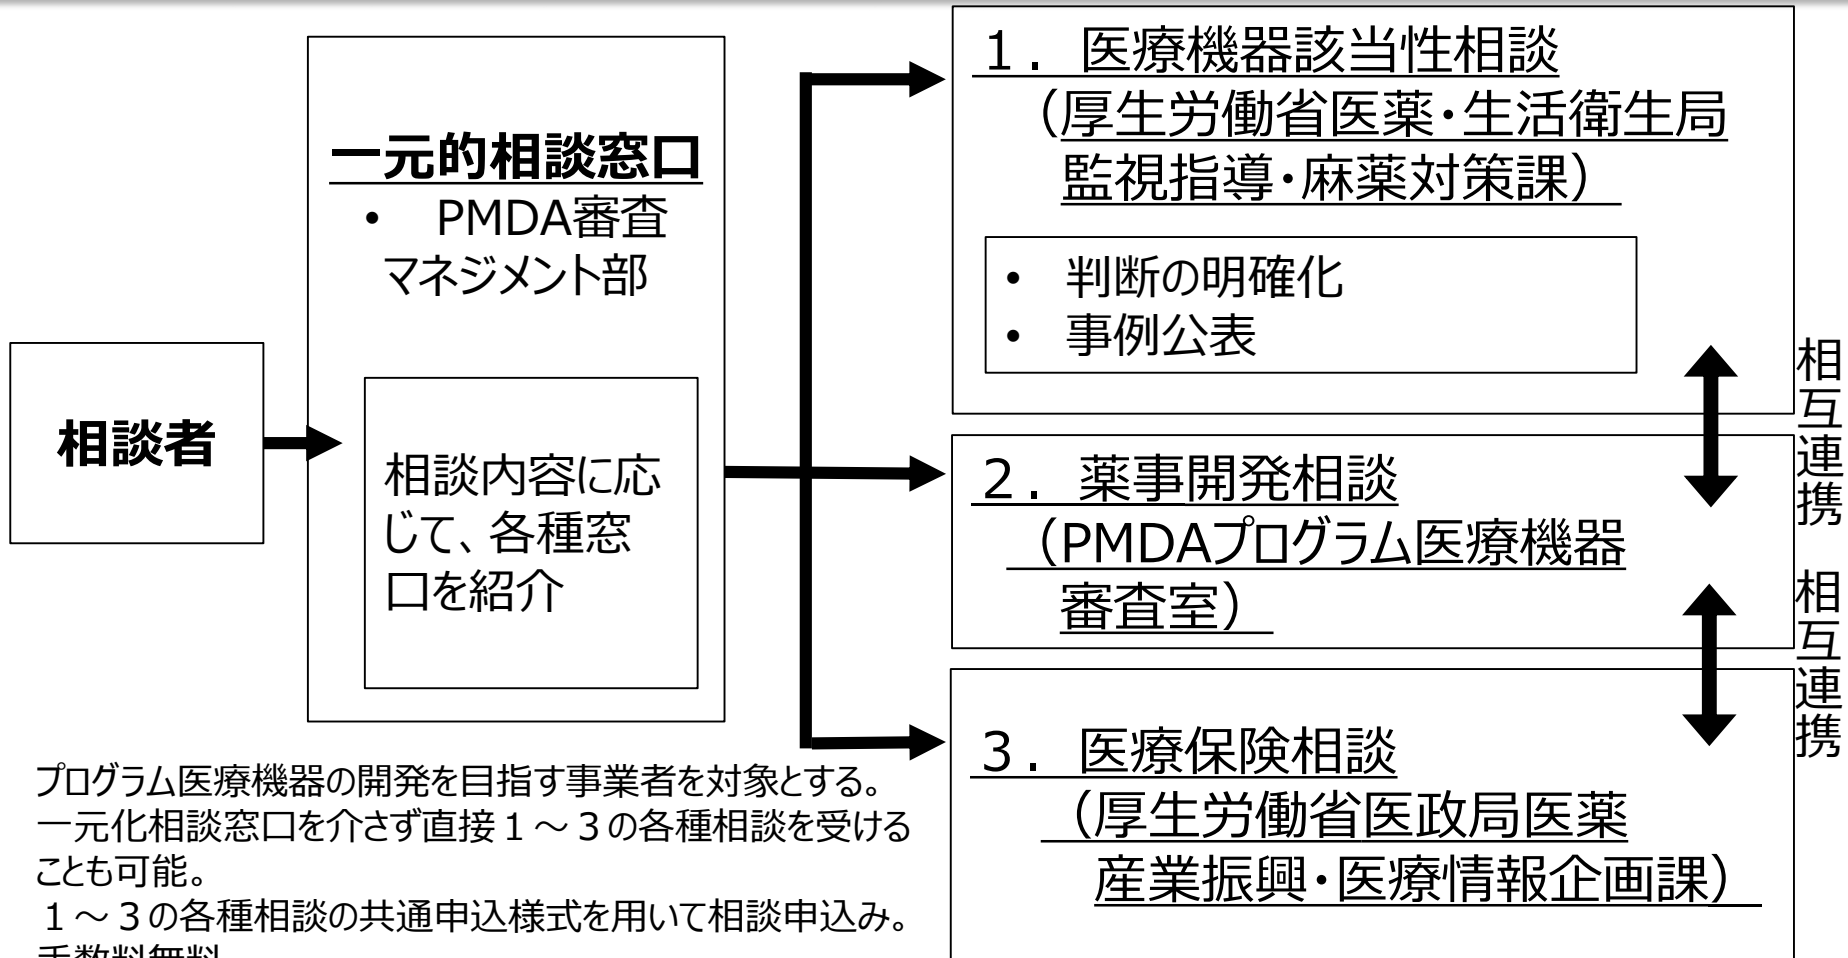 相談者
一元的相談窓口
• PMDA審査
マネジメント部
相談内容に応
じて、各種窓
口を紹介
１．医療機器該当性相談
（厚生労働省医薬・生活衛生局
監視指導・麻薬対策課）
• 判断の明確化
• 事例公表
相互連携
２．薬事開発相談
（PMDAプログラム医療機器
審査室）
相互連携
３．医療保険相談
（厚生労働省医政局医薬
産業振興・医療情報企画課）
プログラム医療機器の開発を目指す事業者を対象とする。
一元化相談窓口を介さず直接１～３の各種相談を受ける
ことも可能。
１～３の各種相談の共通申込様式を用いて相談申込み。
手数料無料